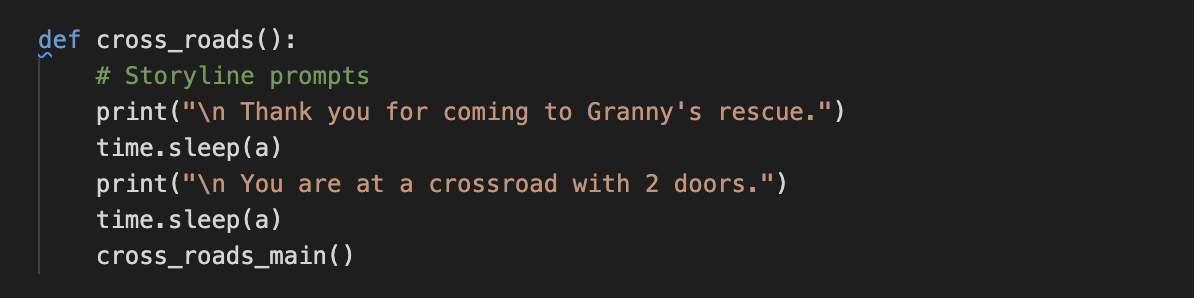 def cross_roads():
    # Storyline prompts
    print("\n Thank you for coming to Granny's rescue.")
    time.sleep(a)
    print("\n You are at a crossroad with 2 doors.")
    time.sleep(a)
    cross_roads_main()